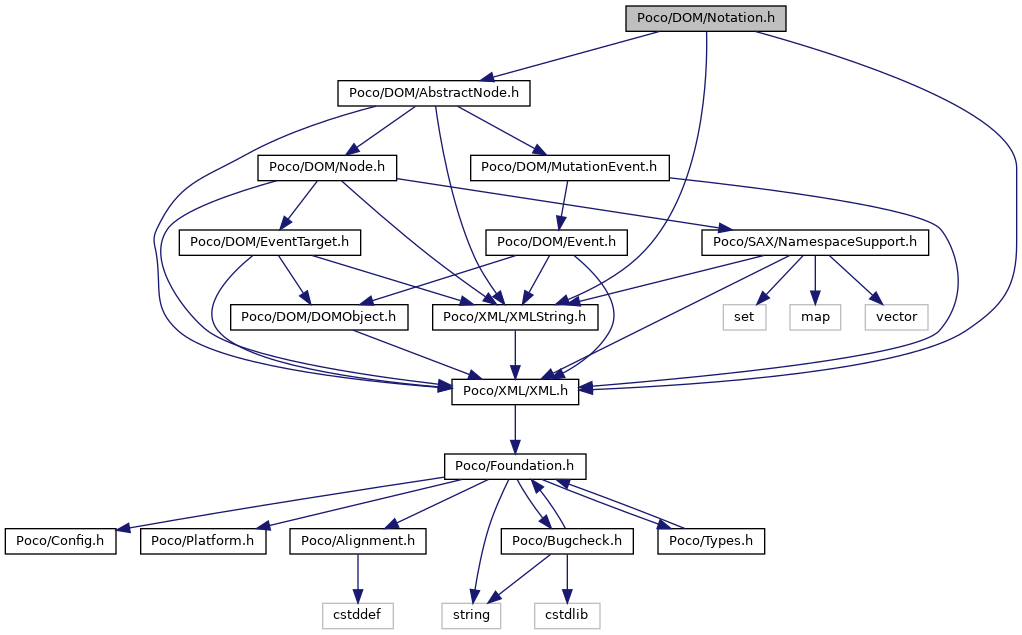 Poco/DOM/Notation.h
Poco/DOM/AbstractNode.h
Poco/DOM/Node.h
Poco/DOM/MutationEvent.h
Poco/DOM/EventTarget.h
Poco/DOM/Event.h
Poco/SAX/NamespaceSupport.h
Poco/DOM/DOMObject.h
Poco/XML/XMLString.h
set
map
vector
Poco/XML/XML.h
Poco/Foundation.h
Poco/Config.h
Poco/Platform.h
Poco/Alignment.h
Poco/Bugcheck.h
Poco/Types.h
cstddef
string
cstdlib